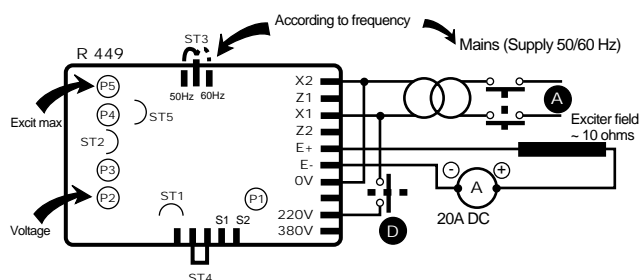 According to frequency
ST3
R 449
Mains (Supply 50/60 Hz)
P5
50Hz
60Hz
X2
A
Excit max
P4
ST5
Z1
X1
Exciter field
~ 10 ohms
ST2
Z2
P3
E+
E-
- A +
0V
P2
ST1
P1
20A DC
Voltage
S1 S2
220V
D
380V
ST4